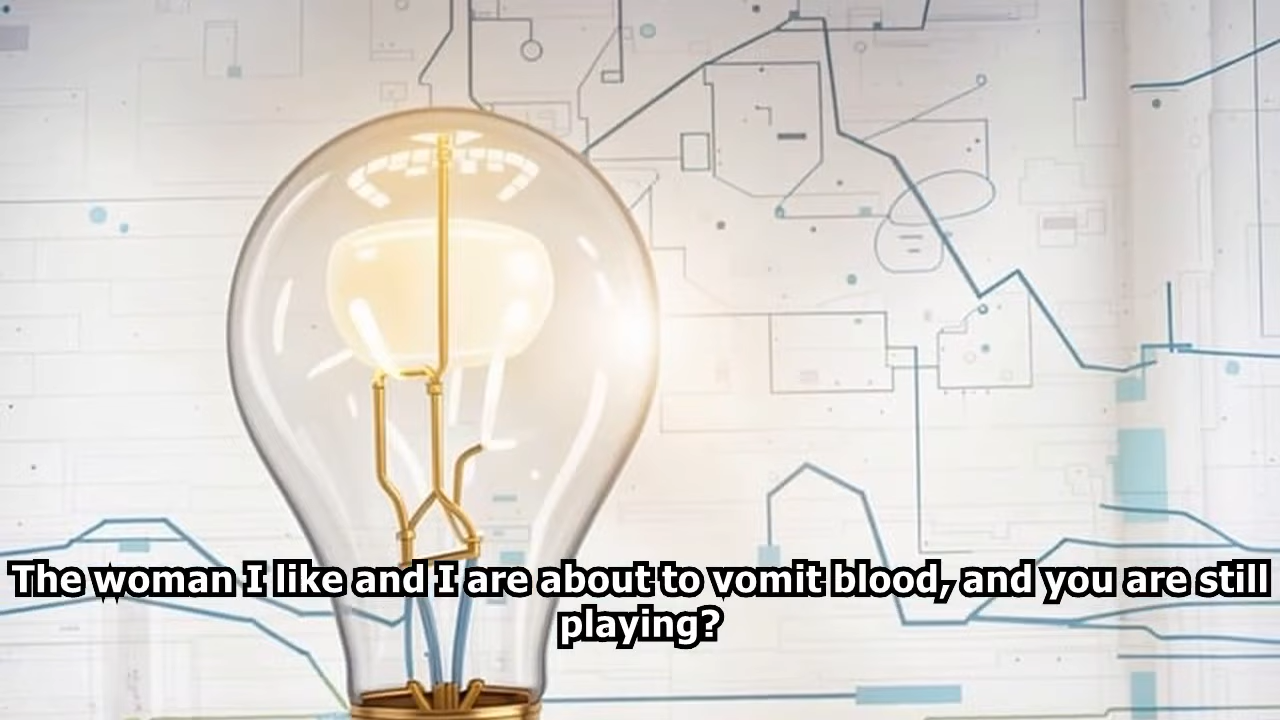 The woman I like and I are about to vomit blood, and you are still
playing?